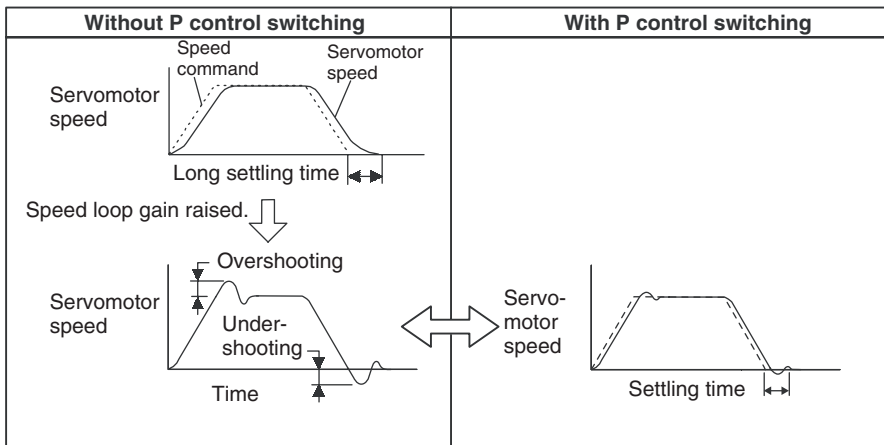 Without P control switching
With P control switching
Speed
command
Servomotor
speed
Servomotor
speed
Long settling time
Speed loop gain raised.
Overshooting
Servomotor
speed
Under-
shooting
Time
Servo-
motor
speed
Settling time